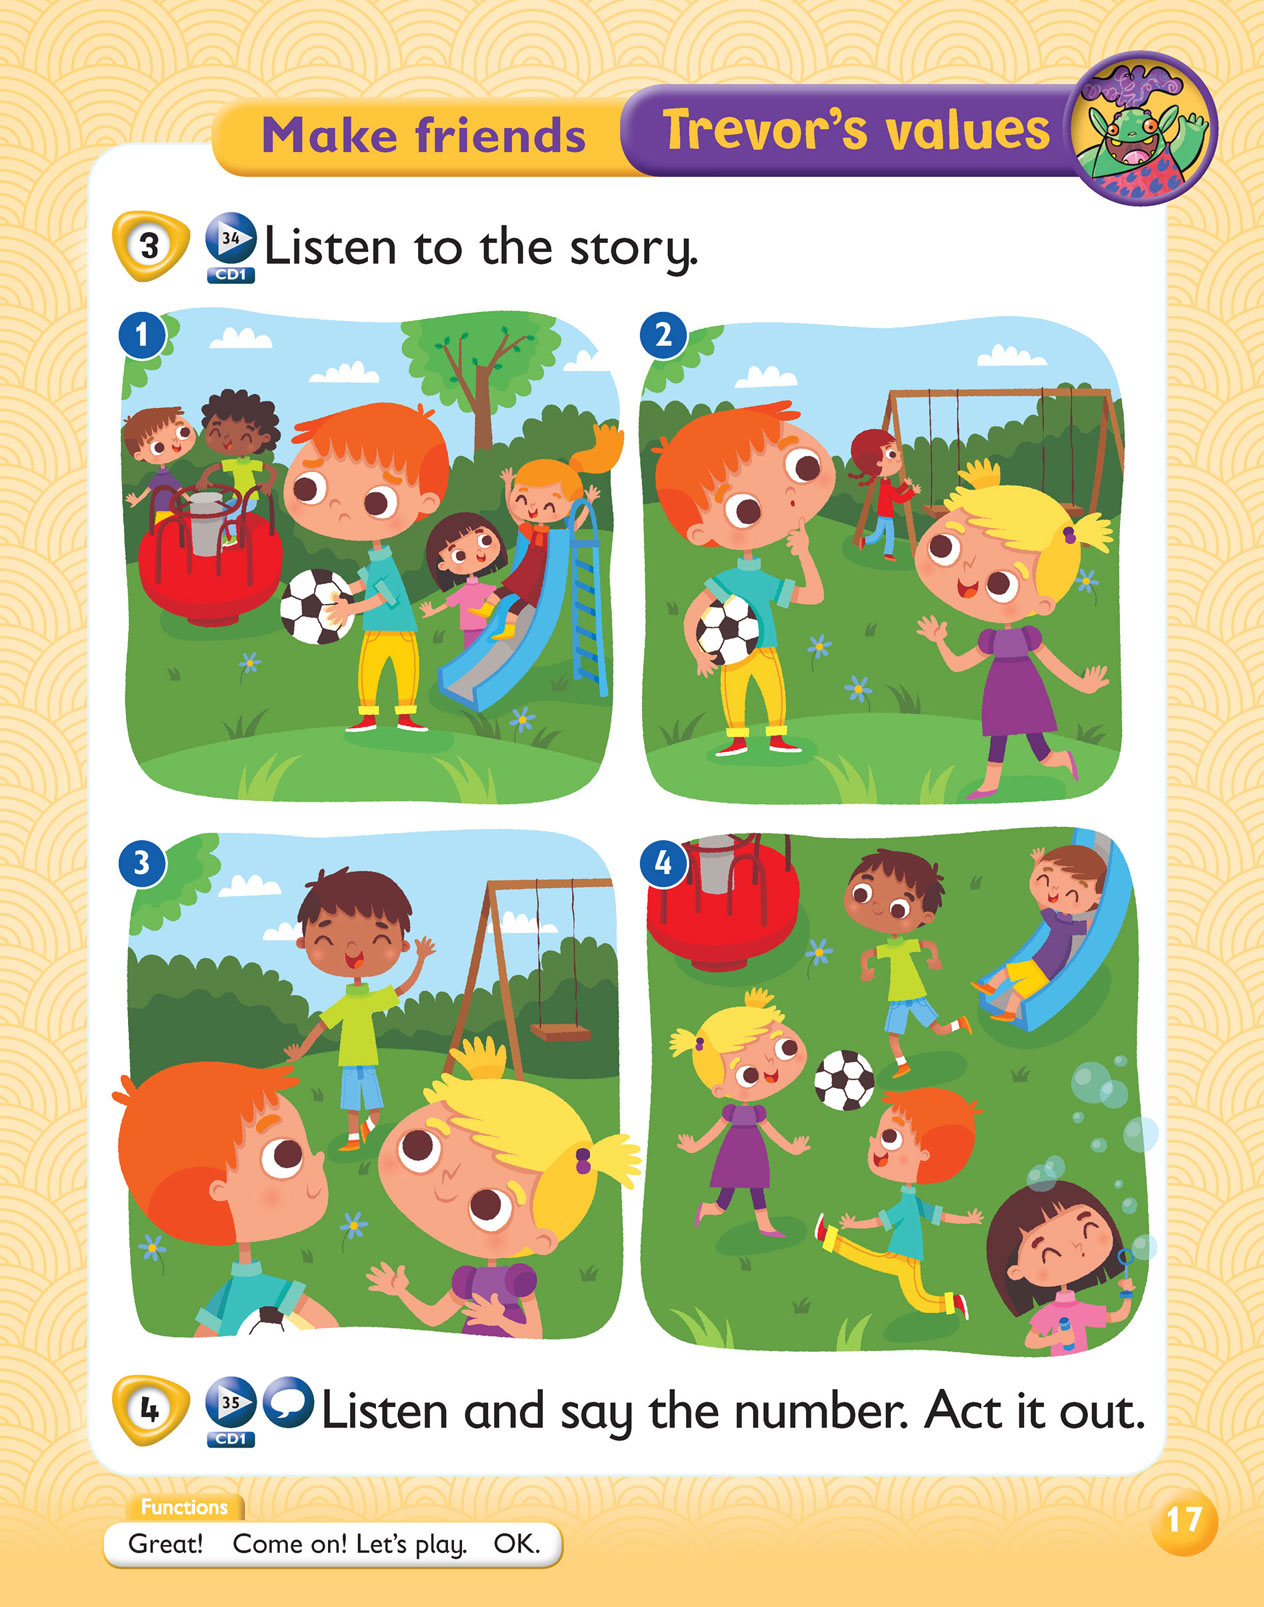 Make friends
Trevor's values
3
34
CD1
Listen to the story.
1
2
3
4
4
35
CD1
Listen and say the number. Act it out.
Functions
Great! Come on! Let's play. OK.
17